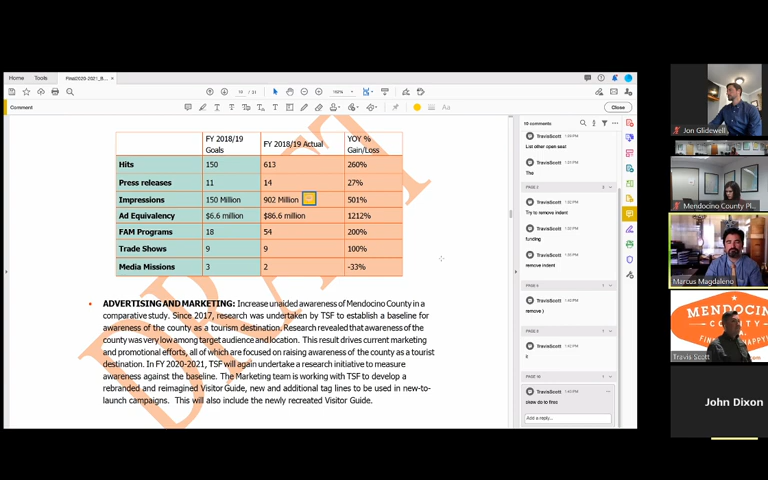 Home Tools Final2020-2021_B... ×
19 / 31
Comment
Close
FY 2018/19 Goals FY 2018/19 Actual YOY % Gain/Loss
Hits 150 613 260%
Press releases 11 14 27%
Impressions 150 Million 902 Million 501%
Ad Equivalency $6.6 million $86.6 million 1212%
FAM Programs 18 54 200%
Trade Shows 9 9 100%
Media Missions 3 2 -33%
DRAFT
• ADVERTISING AND MARKETING: Increase unaided awareness of Mendocino County in a
comparative study. Since 2017, research was undertaken by TSF to establish a baseline for
awareness of the county as a tourism destination. Research revealed that awareness of the
county was very low among target audience and location. This result drives current marketing
and promotional efforts, all of which are focused on raising awareness of the county as a tourist
destination. In FY 2020-2021, TSF will again undertake a research initiative to measure
awareness against the baseline. The Marketing team is working with TSF to develop a
rebranded and reimagined Visitor Guide, new and additional tag lines to be used in new-to-
launch campaigns. This will also include the newly recreated Visitor Guide.
10 comments
TravisScott
List other open seat
TravisScott
The
PAGE 2
TravisScott
Try to remove indent
TravisScott
funding
TravisScott
remove indent
TravisScott
remove )
TravisScott
TravisScott
Add a reply...
Jon Glidewell
Mendocino County Pl...
Marcus Magdaleno
MENDOCINO
COUNTY
Travis Scott
John Dixon